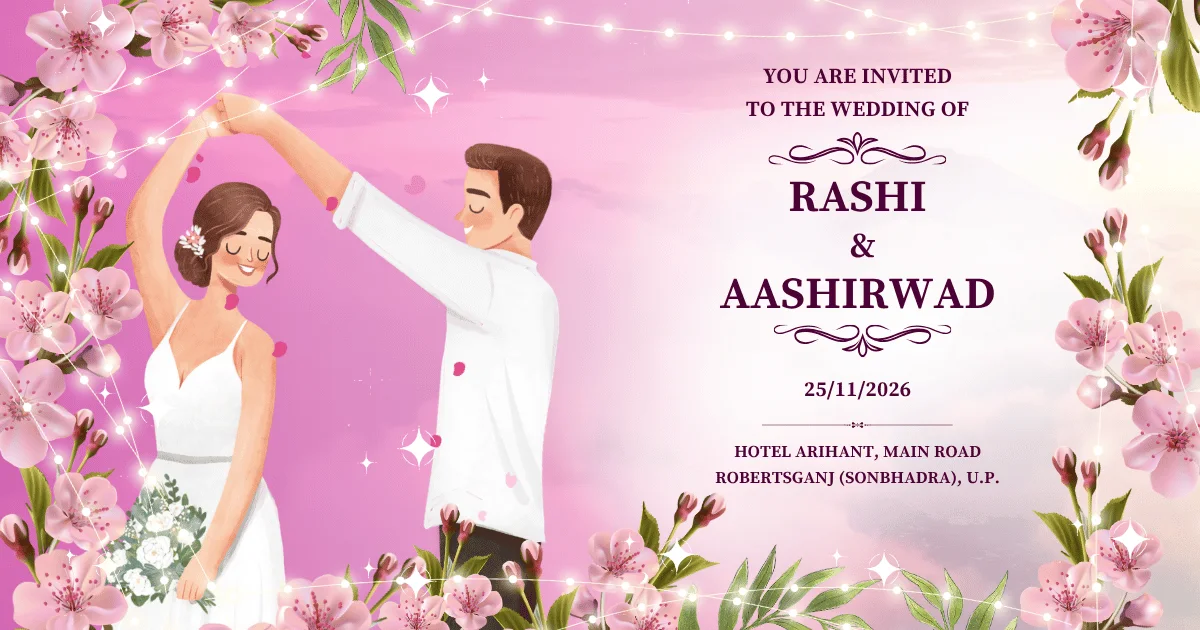 YOU ARE INVITED
TO THE WEDDING OF
RASHI
&
AASHIRWAD
25/11/2026
HOTEL ARIHANT, MAIN ROAD
ROBERTSGANJ (SONBHADRA), U.P.